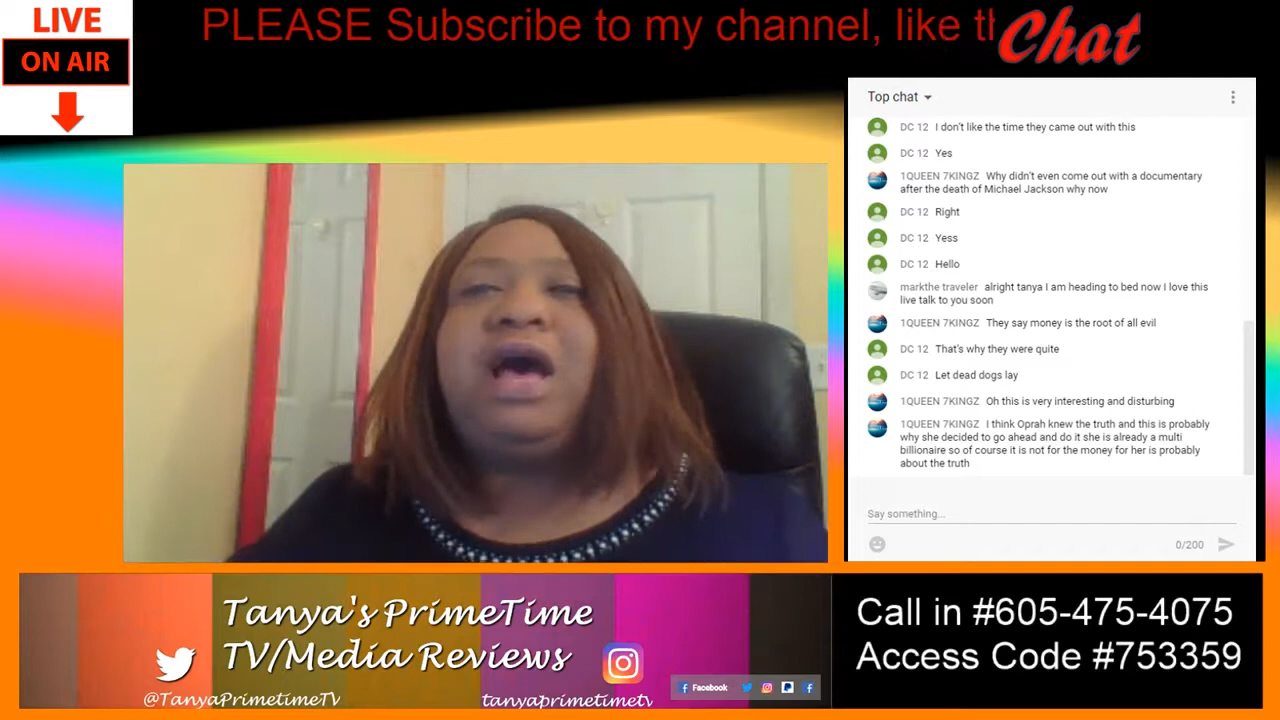 LIVE
ON AIR
PLEASE Subscribe to my channel, like th
Chat
Top chat
DC 12 I don't like the time they came out with this
DC 12 Yes
1QUEEN 7KINGZ Why didn't even come out with a documentary
after the death of Michael Jackson why now
DC 12 Right
DC 12 Yess
DC 12 Hello
markthe traveler alright tanya I am heading to bed now I love this
live talk to you soon
1QUEEN 7KINGZ They say money is the root of all evil
DC 12 That's why they were quite
DC 12 Let dead dogs lay
1QUEEN 7KINGZ Oh this is very interesting and disturbing
1QUEEN 7KINGZ I think Oprah knew the truth and this is probably
why she decided to go ahead and do it she is already a multi
billionaire so of course it is not for the money for her is probably
about the truth
Say something...
0/200
Tanya's PrimeTime
TV/Media Reviews
@TanyaPrimetimeTV
tanyaprimetimetv
Facebook
Call in #605-475-4075
Access Code #753359